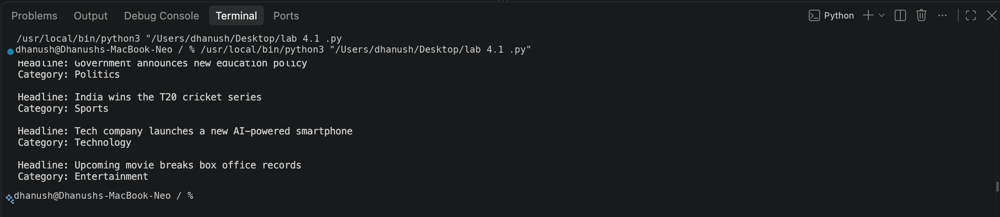 Problems Output Debug Console Terminal Ports Python
/usr/local/bin/python3 "/Users/dhanush/Desktop/lab 4.1 .py
dhanush@Dhanushs-MacBook-Neo / % /usr/local/bin/python3 "/Users/dhanush/Desktop/lab 4.1 .py"
Headline: Government announces new education policy
Category: Politics
Headline: India wins the T20 cricket series
Category: Sports
Headline: Tech company launches a new AI-powered smartphone
Category: Technology
Headline: Upcoming movie breaks box office records
Category: Entertainment
dhanush@Dhanushs-MacBook-Neo / %